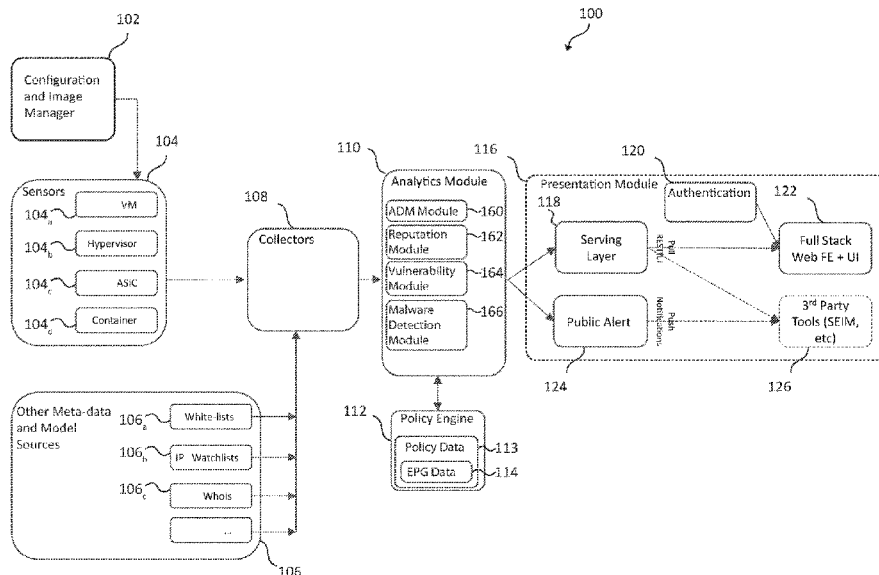 100
102
Configuration
and Image
Manager
104
Sensors
104a
VM
104b
Hypervisor
104c
ASIC
104d
Container
108
Collectors
110
Analytics Module
ADM Module
160
Reputation
Module
162
Vulnerability
Module
164
Malware
Detection
Module
166
116
Presentation Module
118
Serving
Layer
RESTful
Pull
120
Authentication
122
Full Stack
Web FE + UI
Public Alert
124
Push
Notifications
3rd Party
Tools (SEIM,
etc)
126
Other Meta-data
and Model
Sources
106a
White-lists
106b
IP Watchlists
106c
Whois
...
106
112
Policy Engine
Policy Data
113
EPG Data
114